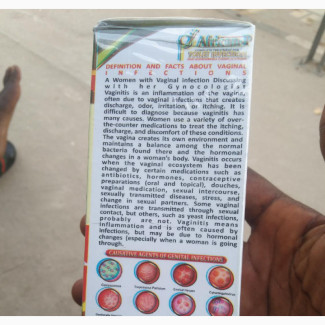 DEFINITION AND FACTS ABOUT VAGINAL
INFECTIONS
A Women with Vaginal infection Discussing
with her Gynocologist
Vaginitis is an inflammation of the vagina,
often due to vaginal infections that creates
discharge, odor, irritation, or itching. It is
difficult to diagnose because vaginitis has
many causes. Women use a variety of over-
the-counter medications to treat the itching,
discharge, and discomfort of these conditions.
The vagina creates its own environment and
maintains a balance among the normal
bacteria found there and the hormonal
changes in a woman's body. Vaginitis occurs
when the vaginal ecosystem has been
changed by certain medications such as
antibiotics, hormones, contraceptive
preparations (oral and topical), douches,
vaginal medication, sexual intercourse,
sexually transmitted diseases, stress, and
change in sexual partner. Some vaginal
infections are transmitted through sexual
contact, but others, such as yeast infections,
probably are not. Vaginitis means
inflammation and is often caused by
infections, but may be due to hormonal
changes (especially when a woman is going
through.
CAUSATIVE AGENTS OF GENITAL INFECTIONS